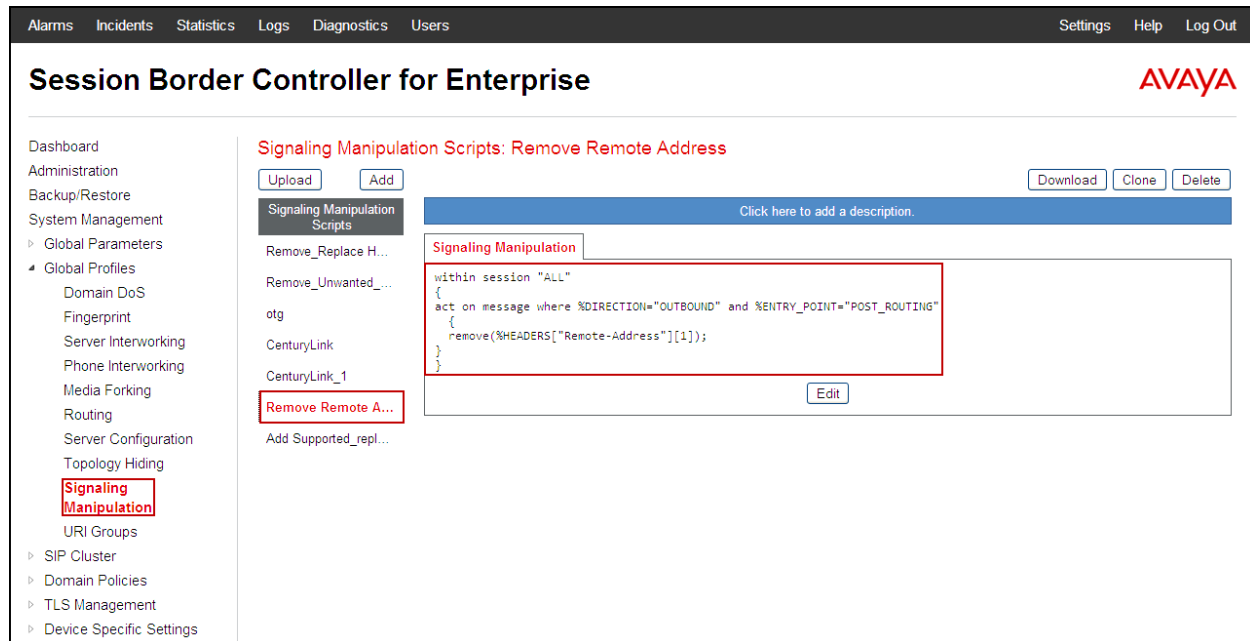 Alarms Incidents Statistics Logs Diagnostics Users Settings Help Log Out
Session Border Controller for Enterprise
AVAYA
Dashboard
Administration
Backup/Restore
System Management
Global Parameters
Global Profiles
Domain DoS
Fingerprint
Server Interworking
Phone Interworking
Media Forking
Routing
Server Configuration
Topology Hiding
Signaling
Manipulation
URI Groups
SIP Cluster
Domain Policies
TLS Management
Device Specific Settings
Signaling Manipulation Scripts: Remove Remote Address
Upload Add Download Clone Delete
Signaling Manipulation
Scripts
Remove_Replace H...
Remove_Unwanted_...
otg
CenturyLink
CenturyLink_1
Remove Remote A...
Add Supported_repl...
Click here to add a description.
Signaling Manipulation
within session "ALL"
{
act on message where %DIRECTION="OUTBOUND" and %ENTRY_POINT="POST_ROUTING"
{
remove(%HEADERS["Remote-Address"][1]);
}
}
Edit